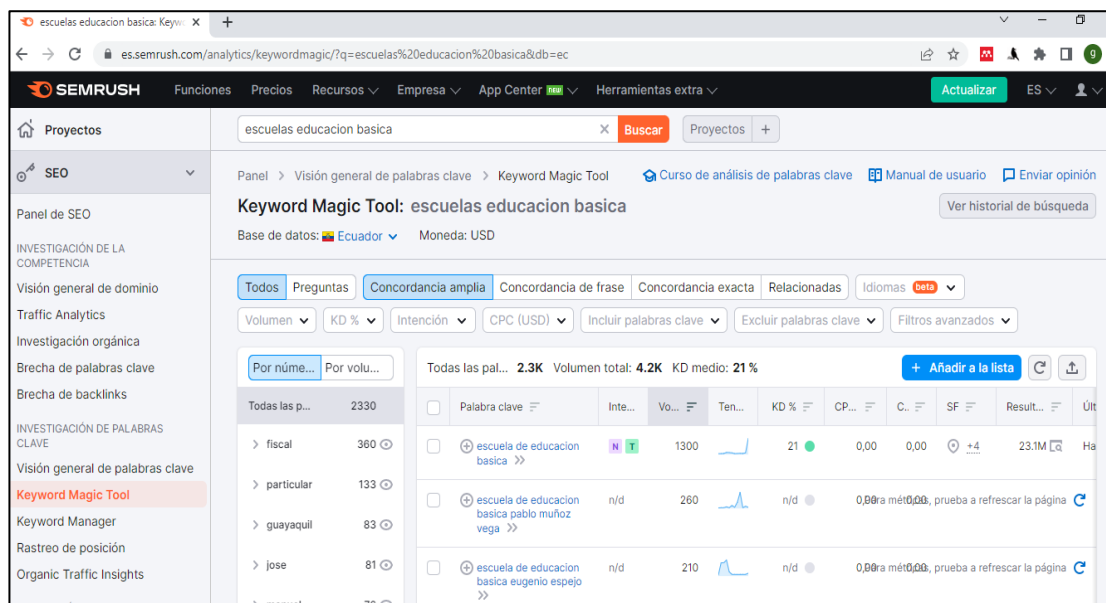 escuelas educacion basica: Keyw
es.semrush.com/analytics/keywordmagic/?q=escuelas%20educacion%20basica&db=ec
g
SEMRUSH Funciones Precios Recursos Empresa App Center new Herramientas extra Actualizar ES
Proyectos
escuelas educacion basica Buscar Proyectos +
SEO
Panel > Visión general de palabras clave > Keyword Magic Tool Curso de análisis de palabras clave Manual de usuario Enviar opinión
Keyword Magic Tool: escuelas educacion basica Ver historial de búsqueda
Base de datos: Ecuador Moneda: USD
Panel de SEO
INVESTIGACIÓN DE LA
COMPETENCIA
Visión general de dominio
Traffic Analytics
Investigación orgánica
Brecha de palabras clave
Brecha de backlinks
INVESTIGACIÓN DE PALABRAS
CLAVE
Visión general de palabras clave
Keyword Magic Tool
Keyword Manager
Rastreo de posición
Organic Traffic Insights
Todos Preguntas Concordancia amplia Concordancia de frase Concordancia exacta Relacionadas Idiomas beta
Volumen KD % Intención CPC (USD) Incluir palabras clave Excluir palabras clave Filtros avanzados
Por núme... Por volu...
Todas las p... 2330
> fiscal 360
> particular 133
> guayaquil 83
> jose 81
Todas las pal... 2.3K Volumen total: 4.2K KD medio: 21 % + Añadir a la lista
Palabra clave Inte... Vo... Ten... KD % CP... C.. SF Result... Últ
escuela de educacion
basica >> N T 1300 21 0,00 0,00 +4 23.1M Ha
escuela de educacion
basica pablo muñoz
vega >> n/d 260 n/d prueba a refrescar la página
escuela de educacion
basica eugenio espejo
>> n/d 210 n/d prueba a refrescar la página